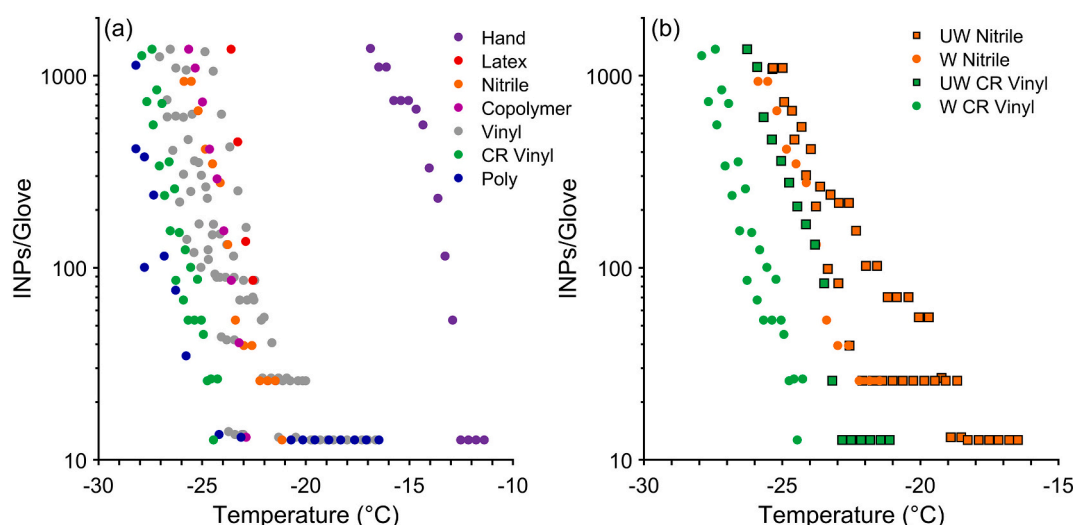 (a)
Hand
Latex
Nitrile
Copolymer
Vinyl
CR Vinyl
Poly
1000
100
10
INPs/Glove
-30
-25
-20
-15
-10
Temperature (°C)
(b)
UW Nitrile
W Nitrile
UW CR Vinyl
W CR Vinyl
1000
100
10
INPs/Glove
-30
-25
-20
-15
Temperature (°C)